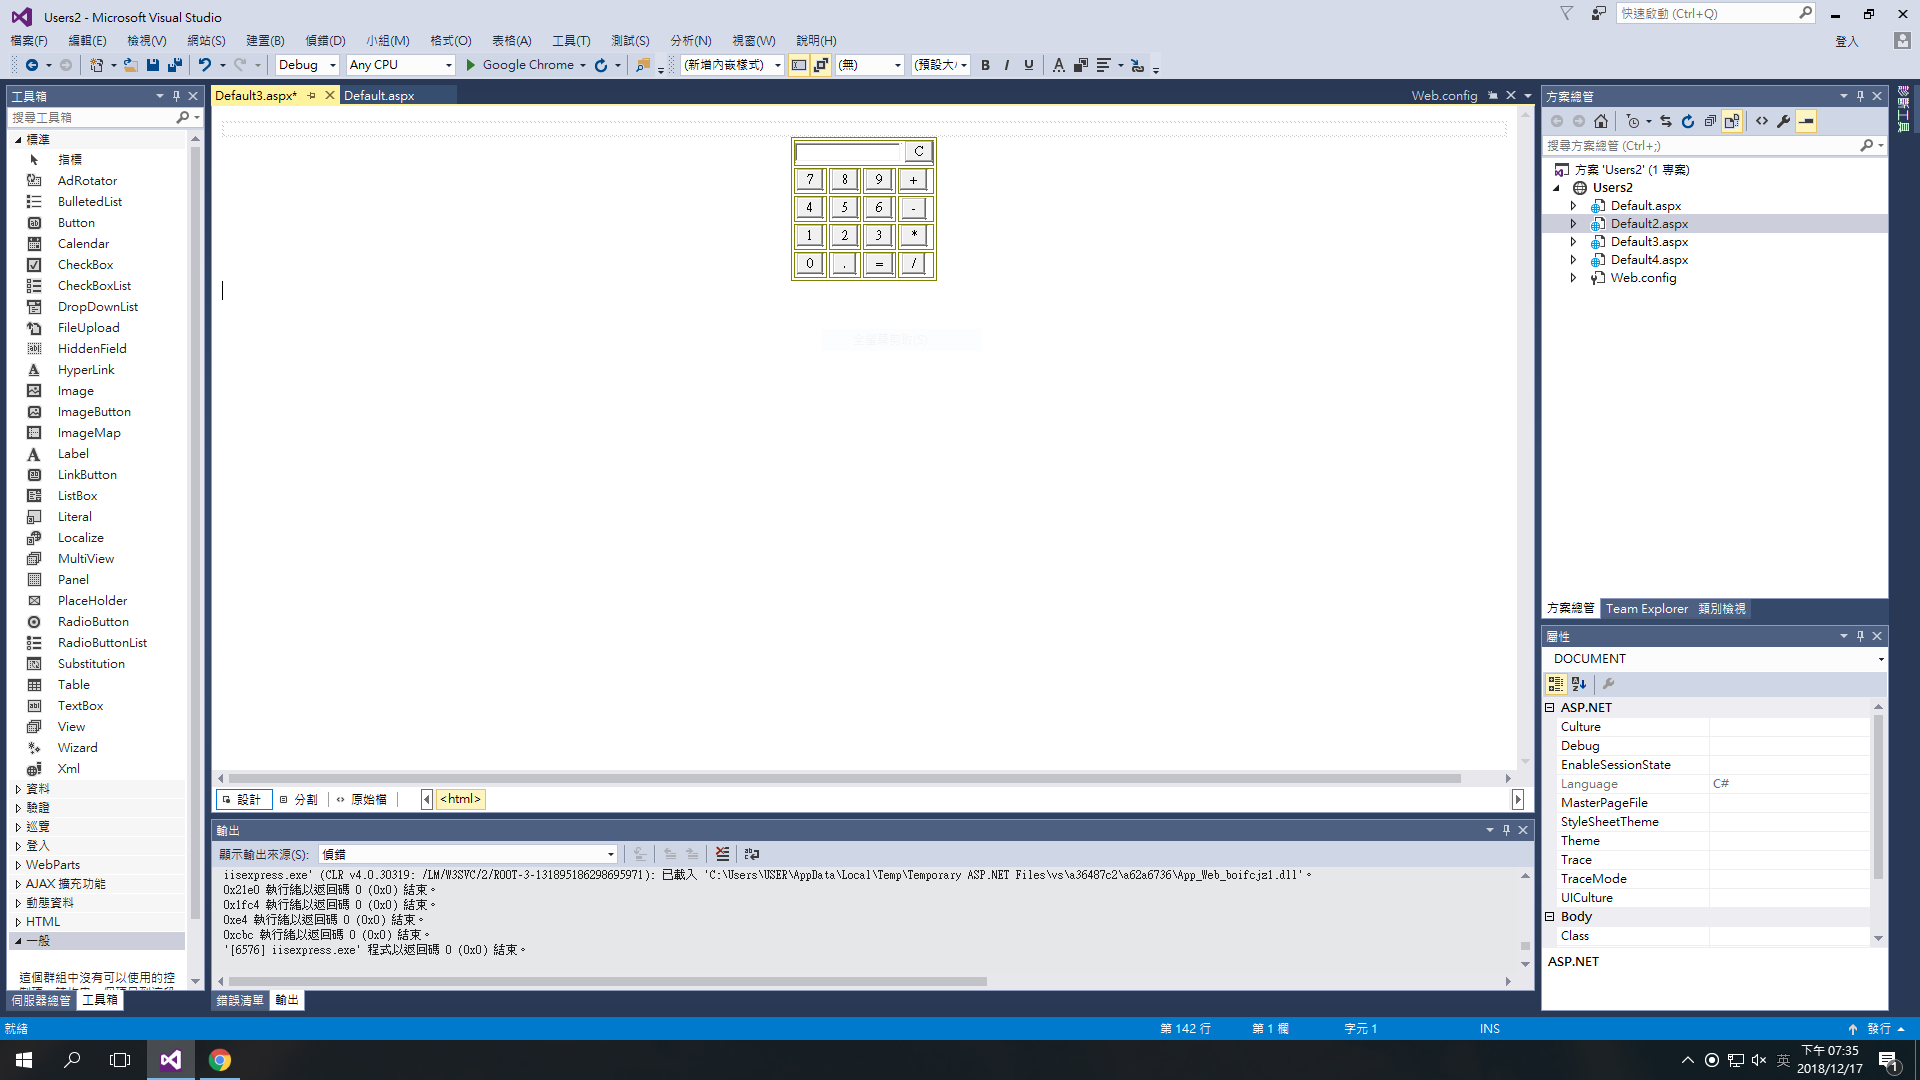 Users2 - Microsoft Visual Studio
快速啟動 (Ctrl+Q)
檔案(F) 編輯(E) 檢視(V) 網站(S) 建置(B) 偵錯(D) 小組(M) 格式(O) 表格(A) 工具(T) 測試(S) 分析(N) 視窗(W) 說明(H)
登入
Debug Any CPU Google Chrome (新增內嵌樣式) (無) (預設大/ B I U A
工具箱
搜尋工具箱
標準
指標
AdRotator
BulletedList
Button
Calendar
CheckBox
CheckBoxList
DropDownList
FileUpload
HiddenField
HyperLink
Image
ImageButton
ImageMap
Label
LinkButton
ListBox
Literal
Localize
MultiView
Panel
PlaceHolder
RadioButton
RadioButtonList
Substitution
Table
TextBox
View
Wizard
Xml
資料
驗證
巡覽
登入
WebParts
AJAX 擴充功能
動態資料
HTML
一般
這個群組中沒有可以使用的控
伺服器總管 工具箱
Default3.aspx* Default.aspx
Web.config
C
7 8 9 +
4 5 6 -
1 2 3 *
0 . = /
設計 分割 原始檔 <html>
輸出
顯示輸出來源(S): 偵錯
iisexpress.exe' (CLR v4.0.30319: /LM/W3SVC/2/ROOT-3-131895186298695971): 已載入 'C:\Users\USER\AppData\Local\Temp\Temporary ASP.NET Files\vs\a36487c2\a62a6736\App_Web_boifcjz1.dll'。
0x21e0 執行緒以返回碼 0 (0x0) 結束。
0x1fc4 執行緒以返回碼 0 (0x0) 結束。
0xe4 執行緒以返回碼 0 (0x0) 結束。
0xcbc 執行緒以返回碼 0 (0x0) 結束。
'[6576] iisexpress.exe' 程式以返回碼 0 (0x0) 結束。
錯誤清單 輸出
方案總管
搜尋方案總管 (Ctrl+;)
方案 'Users2' (1 專案)
Users2
Default.aspx
Default2.aspx
Default3.aspx
Default4.aspx
Web.config
方案總管 Team Explorer 類別檢視
屬性
DOCUMENT
ASP.NET
Culture
Debug
EnableSessionState
Language C#
MasterPageFile
StyleSheetTheme
Theme
Trace
TraceMode
UICulture
Body
Class
ASP.NET
診斷工具
就緒 第 142 行 第 1 欄 字元 1 INS 發行
英 下午 07:35
2018/12/17
1